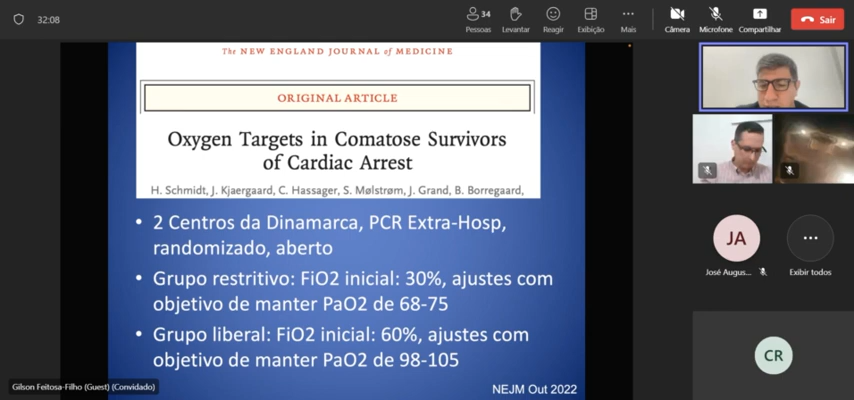 32:08
34
Pessoas
Levantar
Reagir
Exibição
Mais
Câmera
Microfone
Compartilhar
Sair
The NEW ENGLAND JOURNAL of MEDICINE
ORIGINAL ARTICLE
Oxygen Targets in Comatose Survivors
of Cardiac Arrest
H. Schmidt, J. Kjaergaard, C. Hassager, S. Mølstrøm, J. Grand, B. Borregaard,
• 2 Centros da Dinamarca, PCR Extra-Hosp,
randomizado, aberto
• Grupo restritivo: FiO2 inicial: 30%, ajustes com
objetivo de manter PaO2 de 68-75
• Grupo liberal: FiO2 inicial: 60%, ajustes com
objetivo de manter PaO2 de 98-105
NEJM Out 2022
Gilson Feitosa-Filho (Guest) (Convidado)
JA
José Augus...
Exibir todos
CR